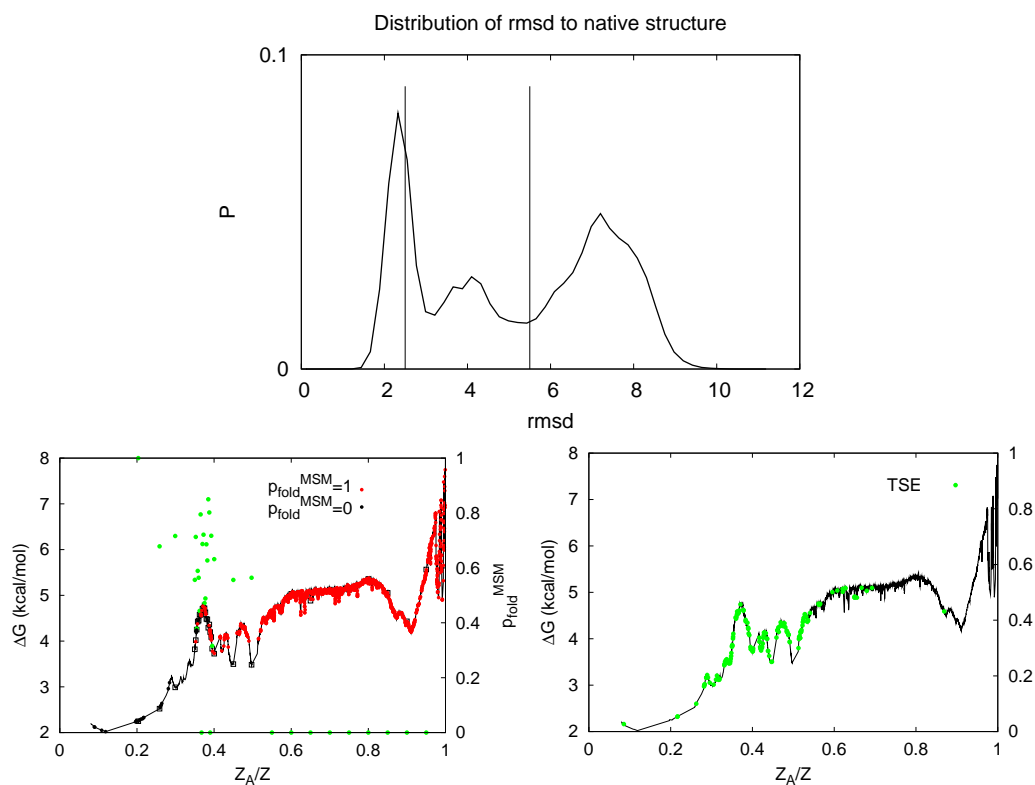 Distribution of rmsd to native structure
0.1
P
0
0 2 4 6 8 10 12
rmsd
8
7
6
5
4
3
2
ΔG (kcal/mol)
p_fold^MSM=1
p_fold^MSM=0
1
0.8
0.6
0.4
0.2
0
p_fold^MSM
0 0.2 0.4 0.6 0.8 1
Z_A/Z
8
7
6
5
4
3
2
ΔG (kcal/mol)
TSE
1
0.8
0.6
0.4
0.2
0
0 0.2 0.4 0.6 0.8 1
Z_A/Z